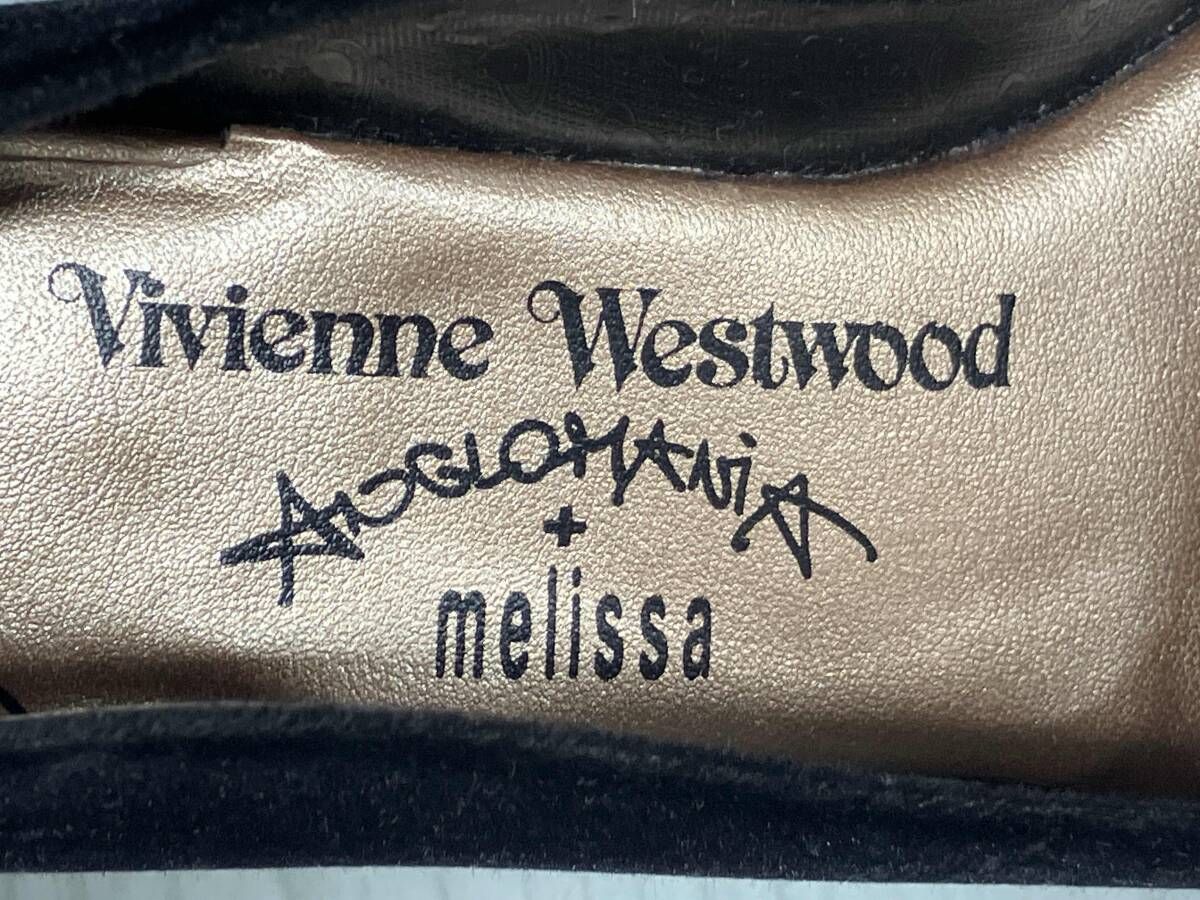 Vivienne Westwood
ANGLOMANiA
+
melissa